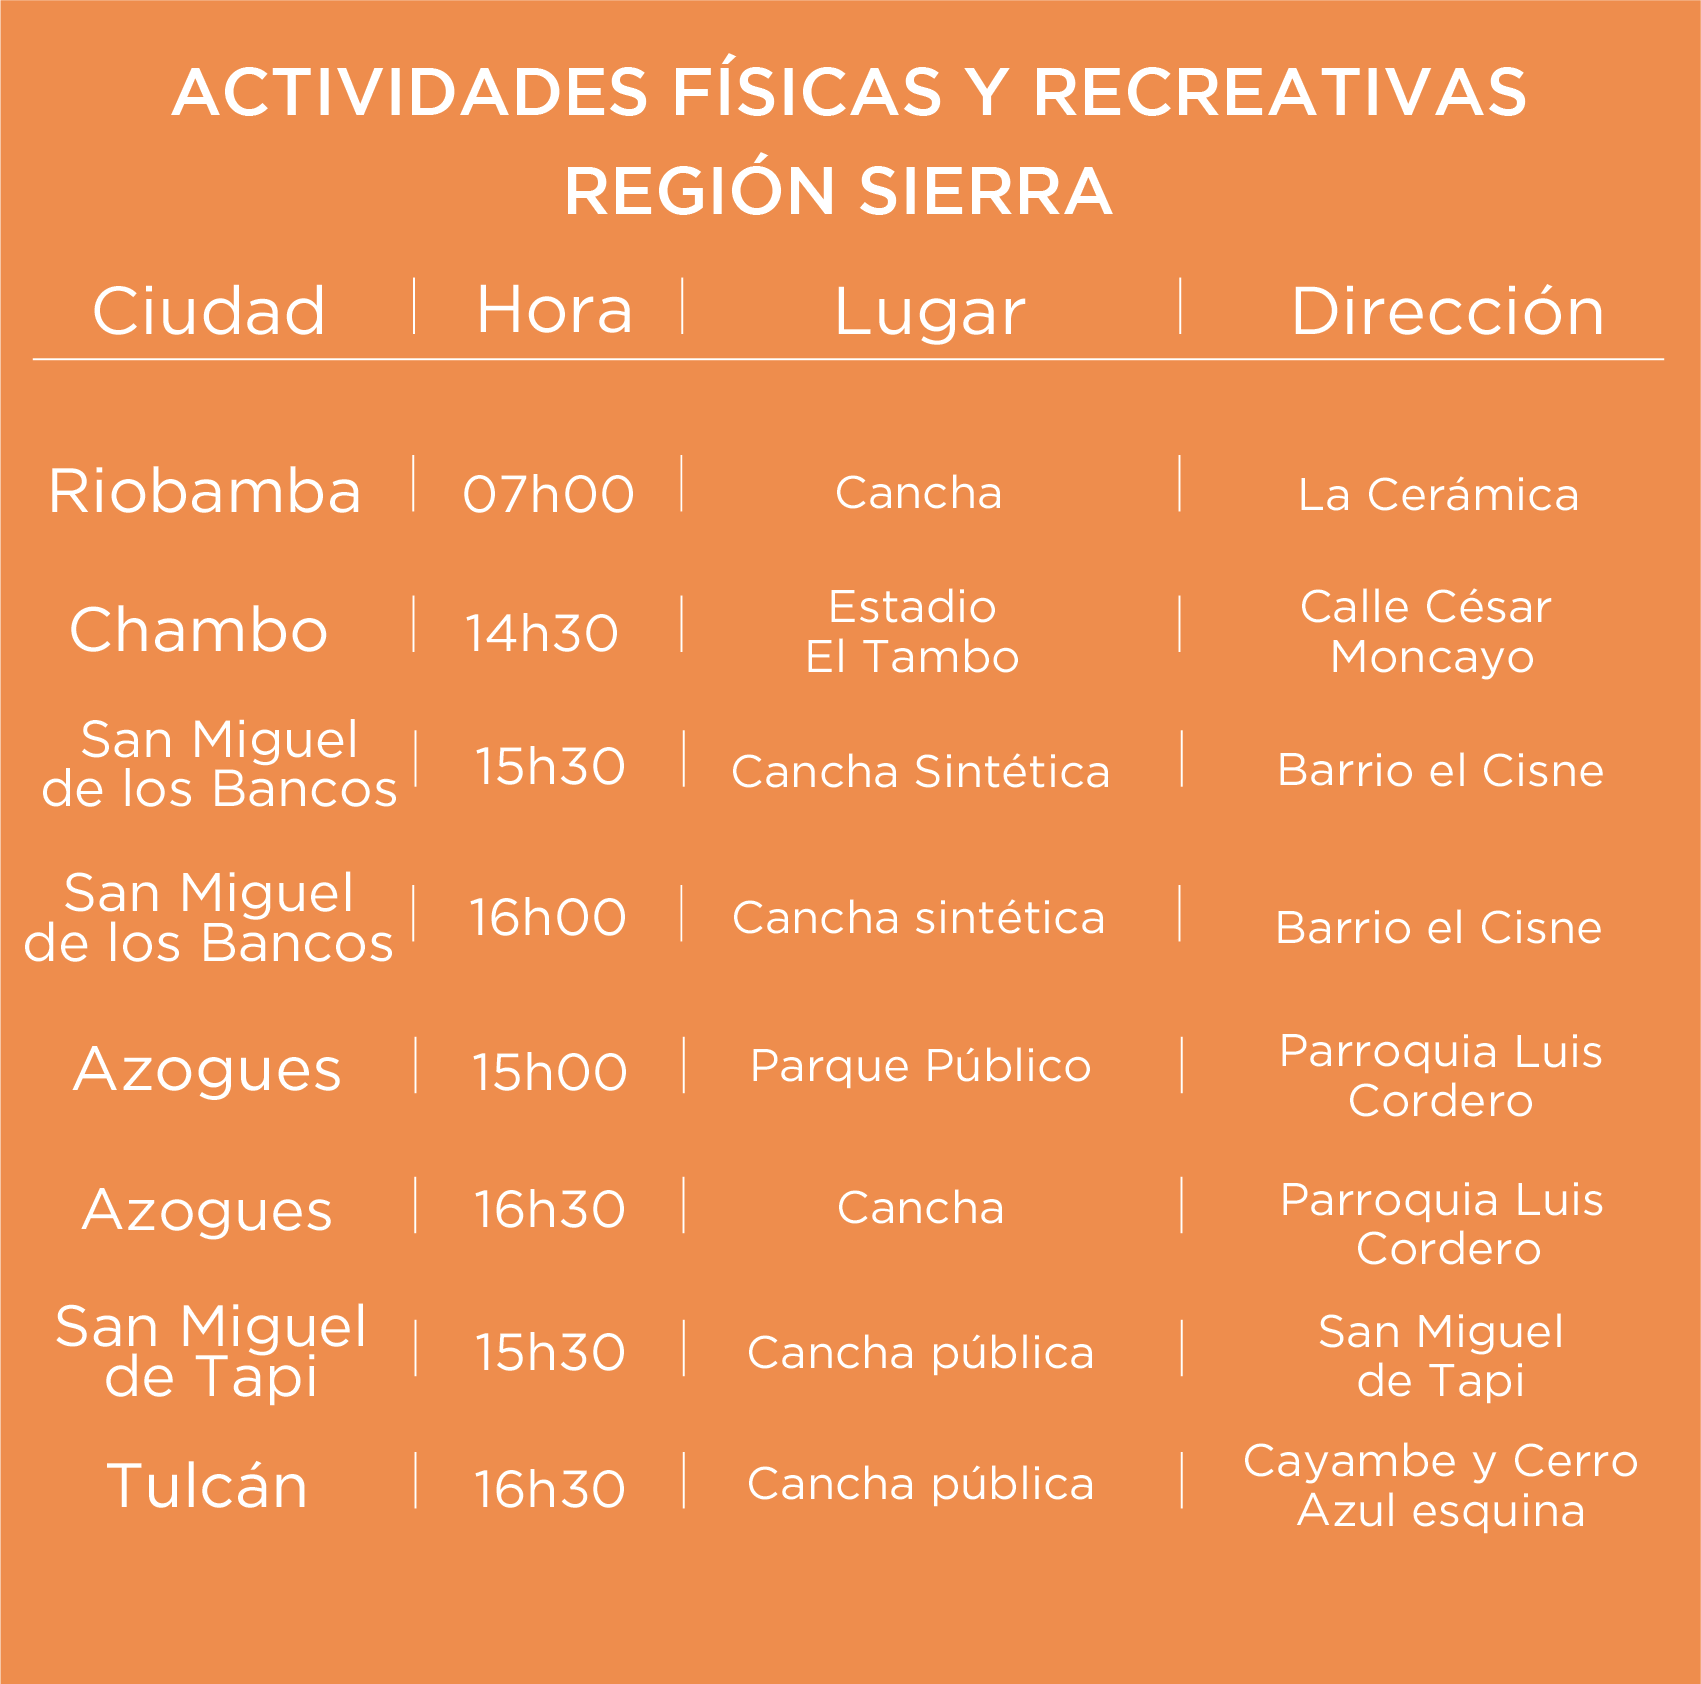 ACTIVIDADES FÍSICAS Y RECREATIVAS
REGIÓN SIERRA
Ciudad | Hora | Lugar | Dirección
Riobamba | 07h00 | Cancha | La Cerámica
Chambo | 14h30 | Estadio El Tambo | Calle César Moncayo
San Miguel de los Bancos | 15h30 | Cancha Sintética | Barrio el Cisne
San Miguel de los Bancos | 16h00 | Cancha sintética | Barrio el Cisne
Azogues | 15h00 | Parque Público | Parroquia Luis Cordero
Azogues | 16h30 | Cancha | Parroquia Luis Cordero
San Miguel de Tapi | 15h30 | Cancha pública | San Miguel de Tapi
Tulcán | 16h30 | Cancha pública | Cayambe y Cerro Azul esquina